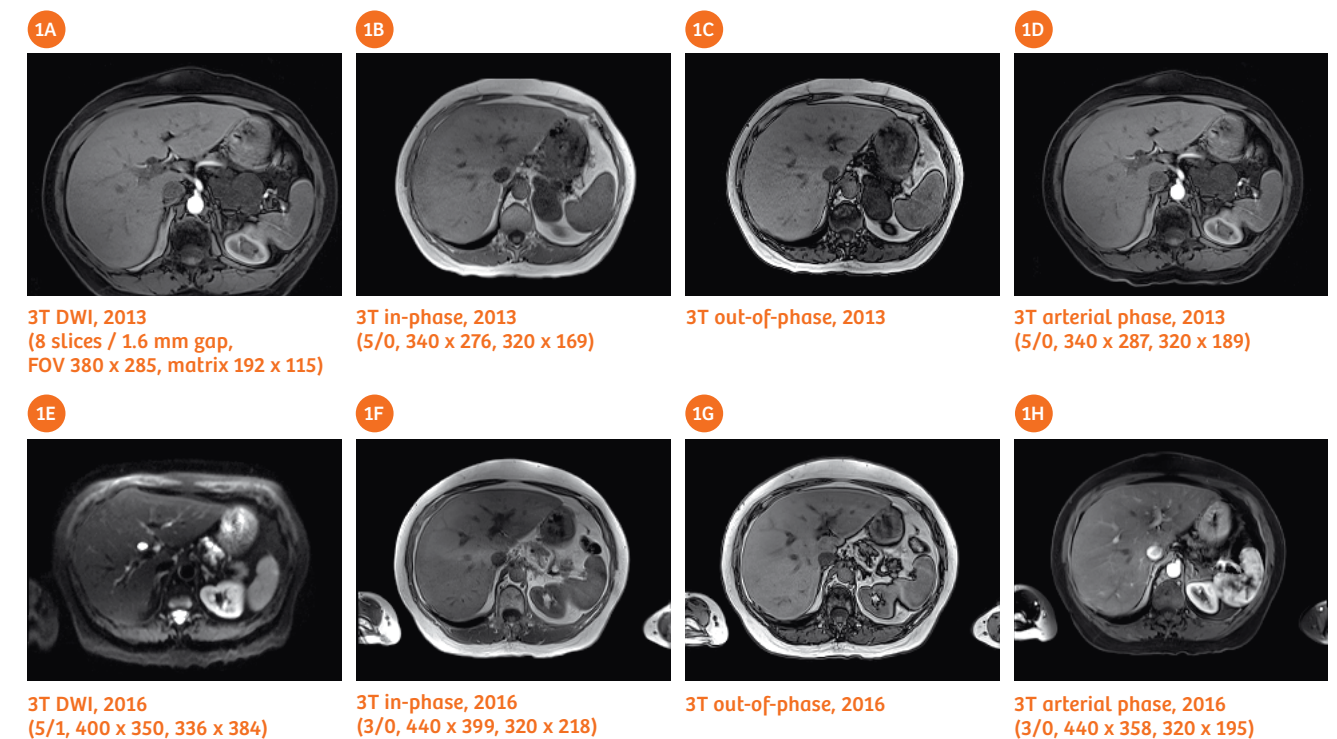 1A
1B
1C
1D
3T DWI, 2013
(8 slices / 1.6 mm gap,
FOV 380 x 285, matrix 192 x 115)
3T in-phase, 2013
(5/0, 340 x 276, 320 x 169)
3T out-of-phase, 2013
3T arterial phase, 2013
(5/0, 340 x 287, 320 x 189)
1E
1F
1G
1H
3T DWI, 2016
(5/1, 400 x 350, 336 x 384)
3T in-phase, 2016
(3/0, 440 x 399, 320 x 218)
3T out-of-phase, 2016
3T arterial phase, 2016
(3/0, 440 x 358, 320 x 195)